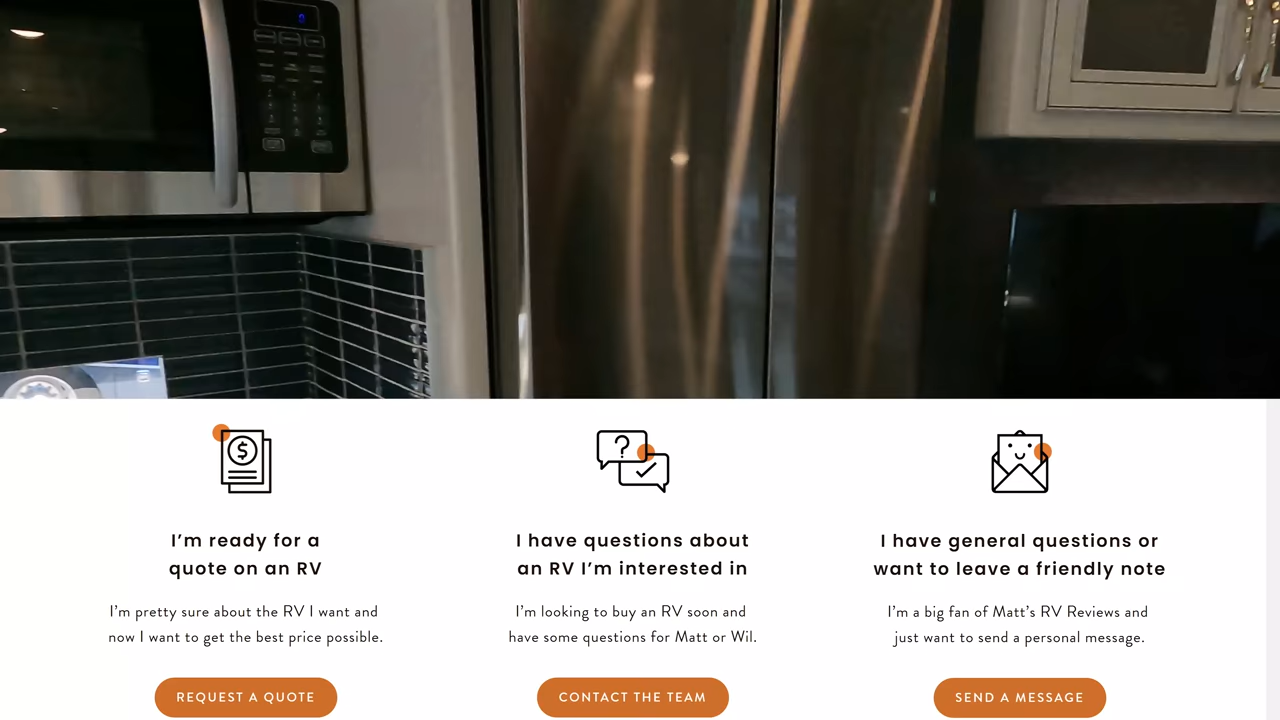 I'm ready for a
quote on an RV
I'm pretty sure about the RV I want and
now I want to get the best price possible.
REQUEST A QUOTE
I have questions about
an RV I'm interested in
I'm looking to buy an RV soon and
have some questions for Matt or Wil.
CONTACT THE TEAM
I have general questions or
want to leave a friendly note
I'm a big fan of Matt's RV Reviews and
just want to send a personal message.
SEND A MESSAGE